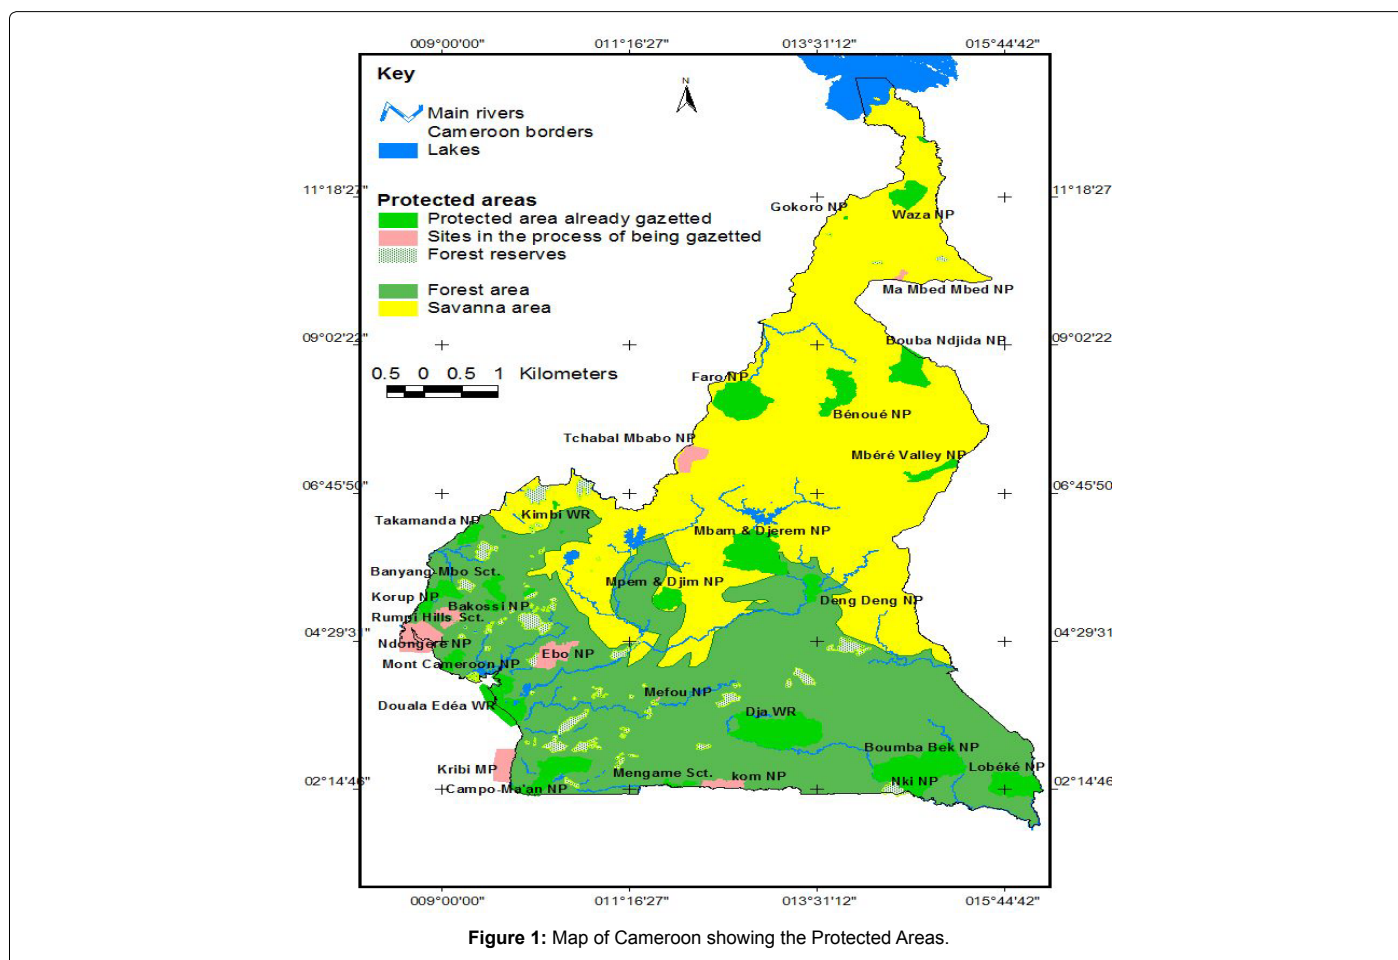 009°00'00" 011°16'27" 013°31'12" 015°44'42"
Key
N
Main rivers
Cameroon borders
Lakes
11°18'27" 11°18'27
Protected areas
Protected area already gazetted
Sites in the process of being gazetted
Forest reserves
Forest area
Savanna area
Gokoro NP
Waza NP
Ma Mbed Mbed NP
09°02'22" 09°02'22
Bouba Ndjida NP
0.5 0 0.5 1 Kilometers
Faro NP
Bénoué NP
Tchabal Mbabo NP
Mbéré Valley NP
06°45'50" 06°45'50
Takamanda NP
Kimbi WR
Mbam & Djerem NP
Banyang-Mbo Sct.
Mpem & Djim NP
Korup NP
Bakossi NP
Deng Deng NP
Rumpi Hills Sct.
04°29'31" 04°29'31
Ndongere NP
Ebo NP
Mont Cameroon NP
Mefou NP
Douala Edéa WR
Dja WR
Boumba Bek NP
Kribi MP
Mengame Sct.
kom NP
Lobéké NP
02°14'46" 02°14'46
Nki NP
Campo-Ma'an NP
009°00'00" 011°16'27" 013°31'12" 015°44'42"
Figure 1: Map of Cameroon showing the Protected Areas.